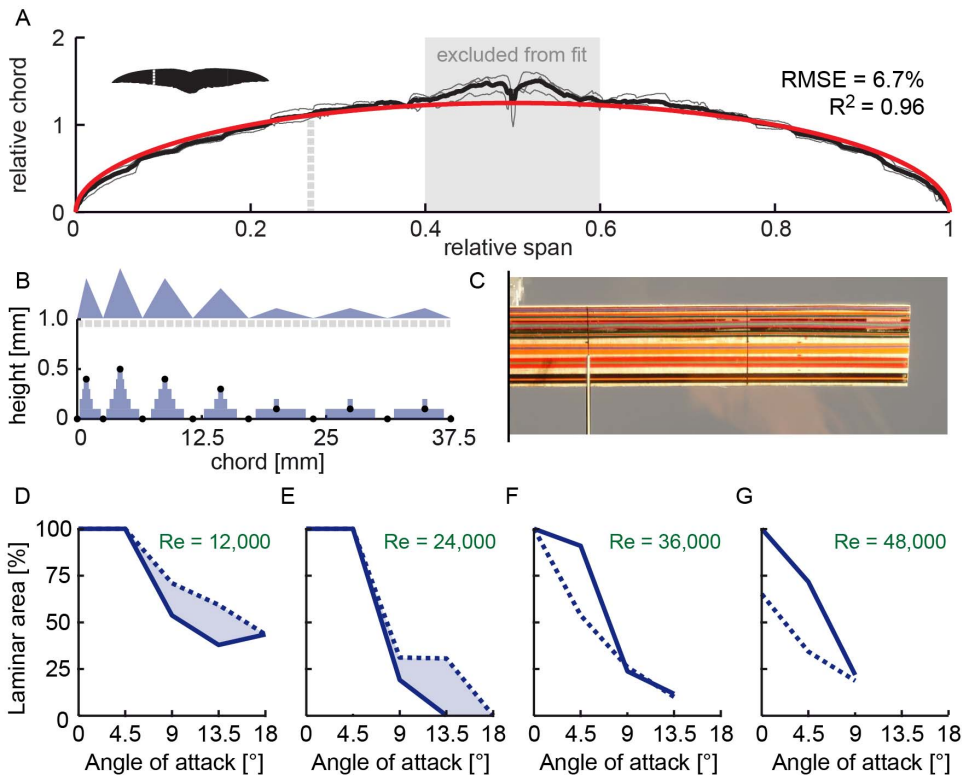 A
2
1
0
relative chord
excluded from fit
RMSE = 6.7%
R² = 0.96
0
0.2
0.4
0.6
0.8
1
relative span
B
1.0
0.5
0
height [mm]
0
12.5
25
37.5
chord [mm]
C
D
100
75
50
25
0
Laminar area [%]
Re = 12,000
0 4.5 9 13.5 18
Angle of attack [°]
E
Re = 24,000
0 4.5 9 13.5 18
Angle of attack [°]
F
Re = 36,000
0 4.5 9 13.5 18
Angle of attack [°]
G
Re = 48,000
0 4.5 9 13.5 18
Angle of attack [°]